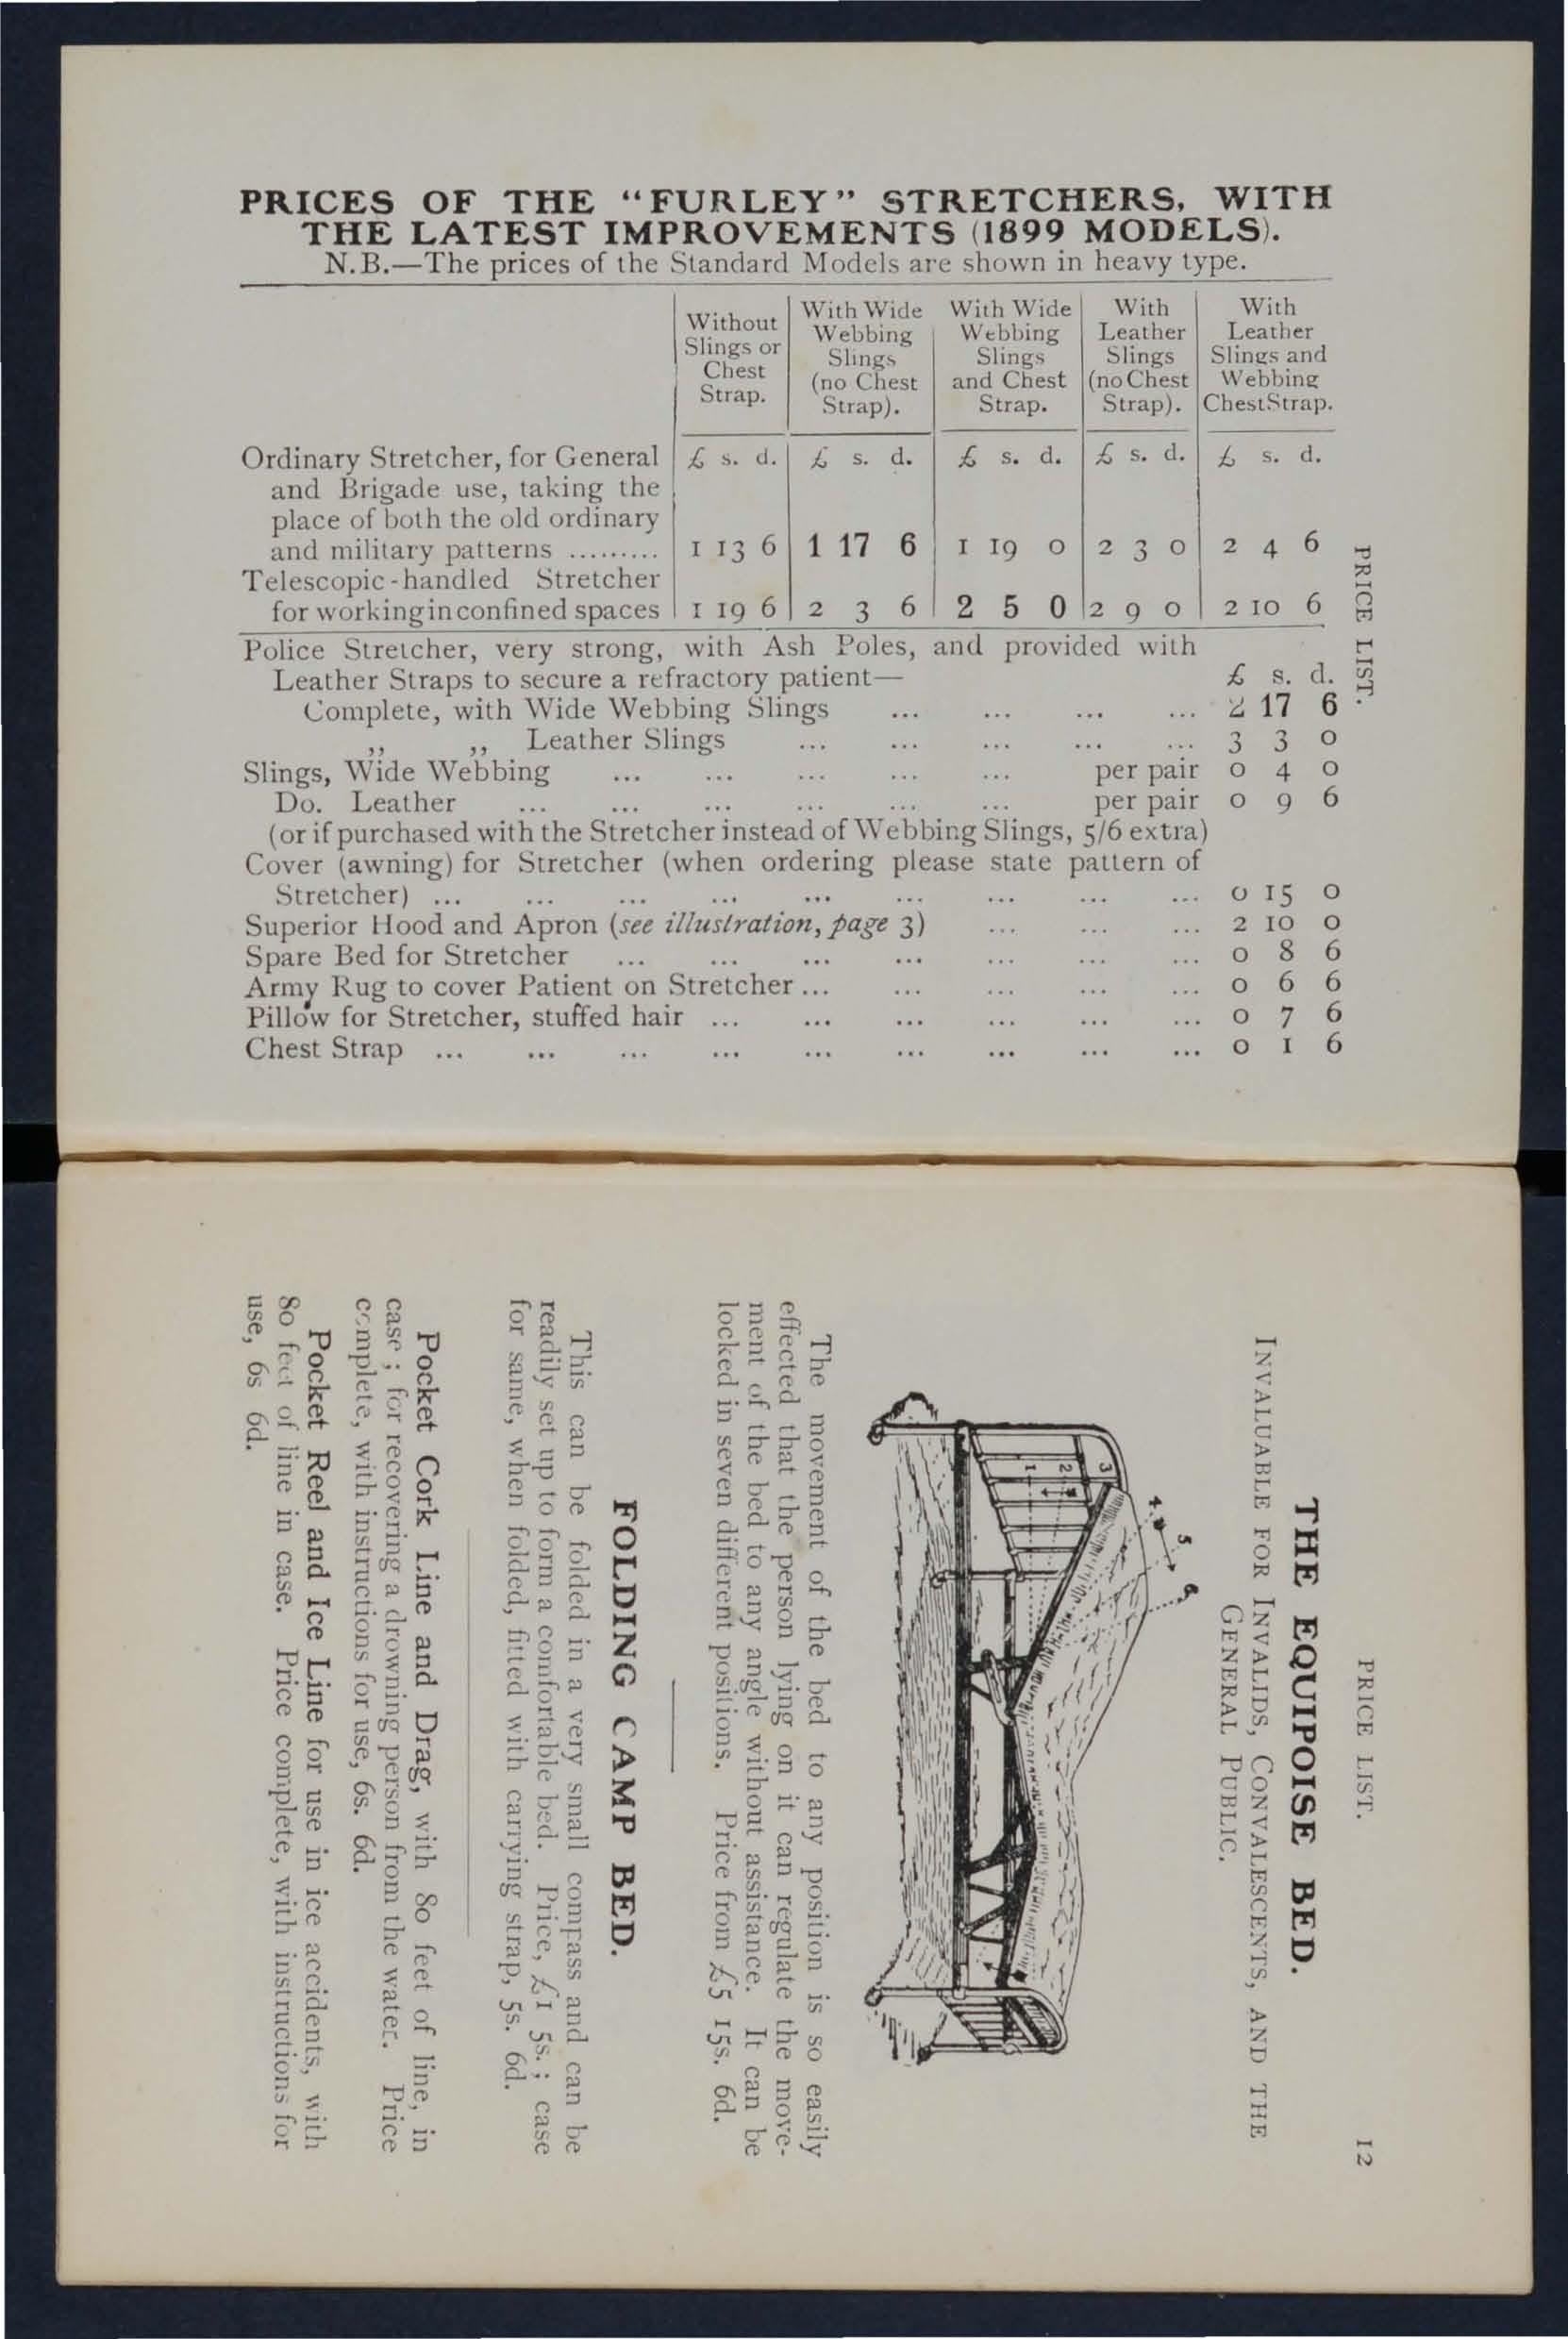 PRICES OF THE “FURLEY” STRETCHERS, WITH
THE LATEST IMPROVEMENTS (1899 MODELS).
N.B.—The prices of the Standard Models are shown in heavy type.
Without Slings or Chest Strap. | With Wide Webbing Slings (no Chest Strap). | With Wide Webbing Slings and Chest Strap. | With Leather Slings (no Chest Strap). | With Leather Slings and Webbing Chest Strap.
Ordinary Stretcher, for General £ s. d. £ s. d. £ s. d. £ s. d. £ s. d.
and Brigade use, taking the
place of both the old ordinary
and military patterns .......... 1 13 6 1 17 6 1 19 0 2 3 0 2 4 6
Telescopic-handled Stretcher
for working in confined spaces 1 19 6 2 3 6 2 5 0 2 9 0 2 10 6
Police Stretcher, very strong, with Ash Poles, and provided with
Leather Straps to secure a refractory patient— £ s. d.
Complete, with Wide Webbing Slings ... ... ... ... 2 17 6
„ „ Leather Slings ... ... ... ... ... 3 3 0
Slings, Wide Webbing ... ... ... ... ... per pair 0 4 0
Do. Leather ... ... ... ... ... ... per pair 0 9 6
(or if purchased with the Stretcher instead of Webbing Slings, 5/6 extra)
Cover (awning) for Stretcher (when ordering please state pattern of
Stretcher) ... ... ... ... ... ... ... ... ... 0 15 0
Superior Hood and Apron (see illustration, page 3) ... ... ... 2 10 0
Spare Bed for Stretcher ... ... ... ... ... ... ... 0 8 6
Army Rug to cover Patient on Stretcher ... ... ... ... ... 0 6 6
Pillow for Stretcher, stuffed hair ... ... ... ... ... ... 0 7 6
Chest Strap ... ... ... ... ... ... ... ... ... 0 1 6
PRICE LIST.
PRICE LIST. 12
THE EQUIPOISE BED.
INVALUABLE FOR INVALIDS, CONVALESCENTS, AND THE
GENERAL PUBLIC.
1 2 3 4 5 6
The movement of the bed to any position is so easily
effected that the person lying on it can regulate the move-
ment of the bed to any angle without assistance. It can be
locked in seven different positions. Price from £5 15s. 6d.
FOLDING CAMP BED.
This can be folded in a very small compass and can be
readily set up to form a comfortable bed. Price, £1 5s.; case
for same, when folded, fitted with carrying strap, 5s. 6d.
Pocket Cork Line and Drag, with 80 feet of line, in
case; for recovering a drowning person from the water. Price
complete, with instructions for use, 6s. 6d.
Pocket Reel and Ice Line for use in ice accidents, with
80 feet of line in case. Price complete, with instructions for
use, 6s 6d.